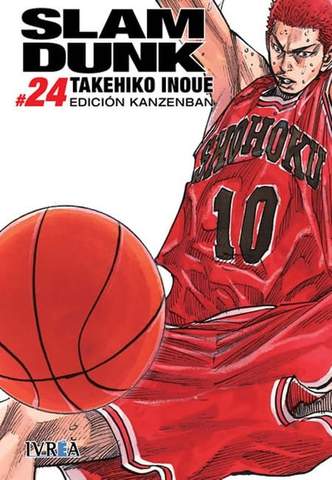 SLAM
DUNK
#24 TAKEHIKO INOUE
EDICIÓN KANZENBAN
SHOHOKU
10
IVREA